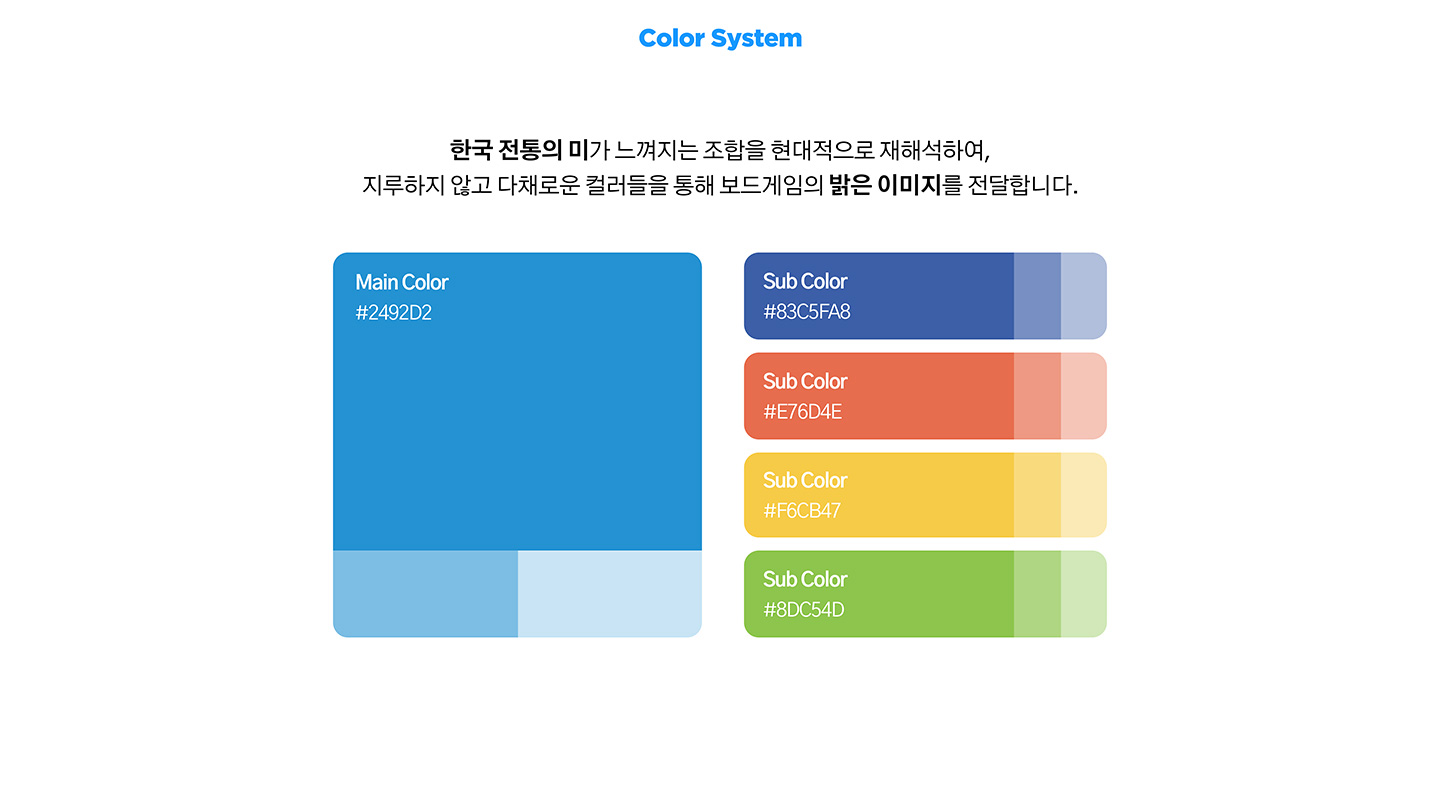 Color System
한국 전통의 미가 느껴지는 조합을 현대적으로 재해석하여,
지루하지 않고 다채로운 컬러들을 통해 보드게임의 밝은 이미지를 전달합니다.
Main Color
#2492D2
Sub Color
#83C5FA8
Sub Color
#E76D4E
Sub Color
#F6CB47
Sub Color
#8DC54D